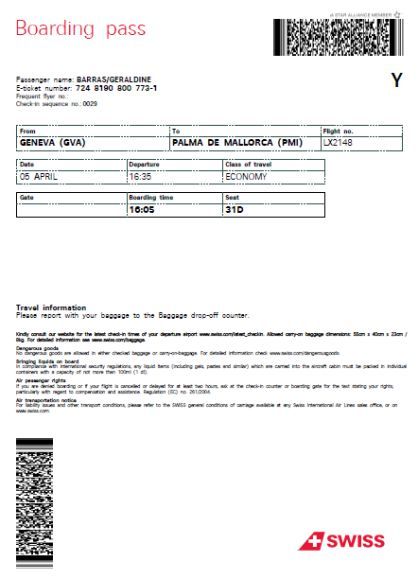 A STAR ALLIANCE MEMBER
Boarding pass
Passenger name: BARRAS/GERALDINE
E-ticket number: 724 8190 800 773-1
Frequent flyer no.:
Check-in sequence no.: 0029
Y
From To Flight no.
GENEVA (GVA) PALMA DE MALLORCA (PMI) LX2148
Date Departure Class of travel
05 APRIL 16:35 ECONOMY
Gate Boarding time Seat
16:05 31D
Travel information
Please report with your baggage to the Baggage drop-off counter.
Kindly consult our website for the latest check-in times of your departure airport www.swiss.com/latest_checkin. Allowed carry-on baggage dimensions: 55cm x 40cm x 23cm /
8kg. For detailed information see www.swiss.com/baggage.
Dangerous goods
No dangerous goods are allowed in either checked baggage or carry-on-baggage. For detailed information check www.swiss.com/dangerousgoods
Bringing liquids on board
In compliance with international security regulations, any liquid items (including gels, pastes and similar) which are carried into the aircraft cabin must be packed in individual
containers with a capacity of not more than 100ml (1 dl).
Air passenger rights
If you are denied boarding or if your flight is cancelled or delayed for at least two hours, ask at the check-in counter or boarding gate for the text stating your rights,
particularly with regard to compensation and assistance. Regulation (EC) no. 261/2004.
Air transportation notice
For liability issues and other transport conditions, please refer to the SWISS general conditions of carriage available at any Swiss International Air Lines sales office, or on
www.swiss.com
SWISS